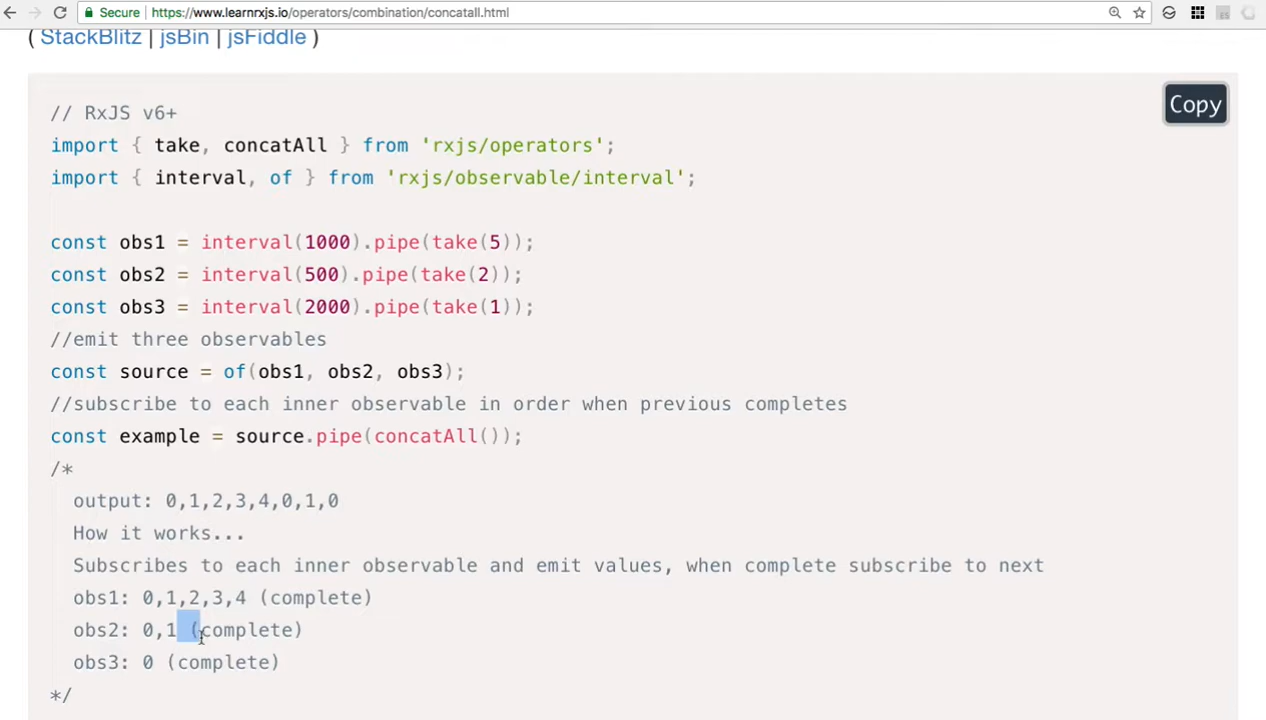 Secure | https://www.learnrxjs.io/operators/combination/concatall.html
( StackBlitz | jsBin | jsFiddle )
Copy
// RxJS v6+
import { take, concatAll } from 'rxjs/operators';
import { interval, of } from 'rxjs/observable/interval';
const obs1 = interval(1000).pipe(take(5));
const obs2 = interval(500).pipe(take(2));
const obs3 = interval(2000).pipe(take(1));
//emit three observables
const source = of(obs1, obs2, obs3);
//subscribe to each inner observable in order when previous completes
const example = source.pipe(concatAll());
/*
output: 0,1,2,3,4,0,1,0
How it works...
Subscribes to each inner observable and emit values, when complete subscribe to next
obs1: 0,1,2,3,4 (complete)
obs2: 0,1 (complete)
obs3: 0 (complete)
*/